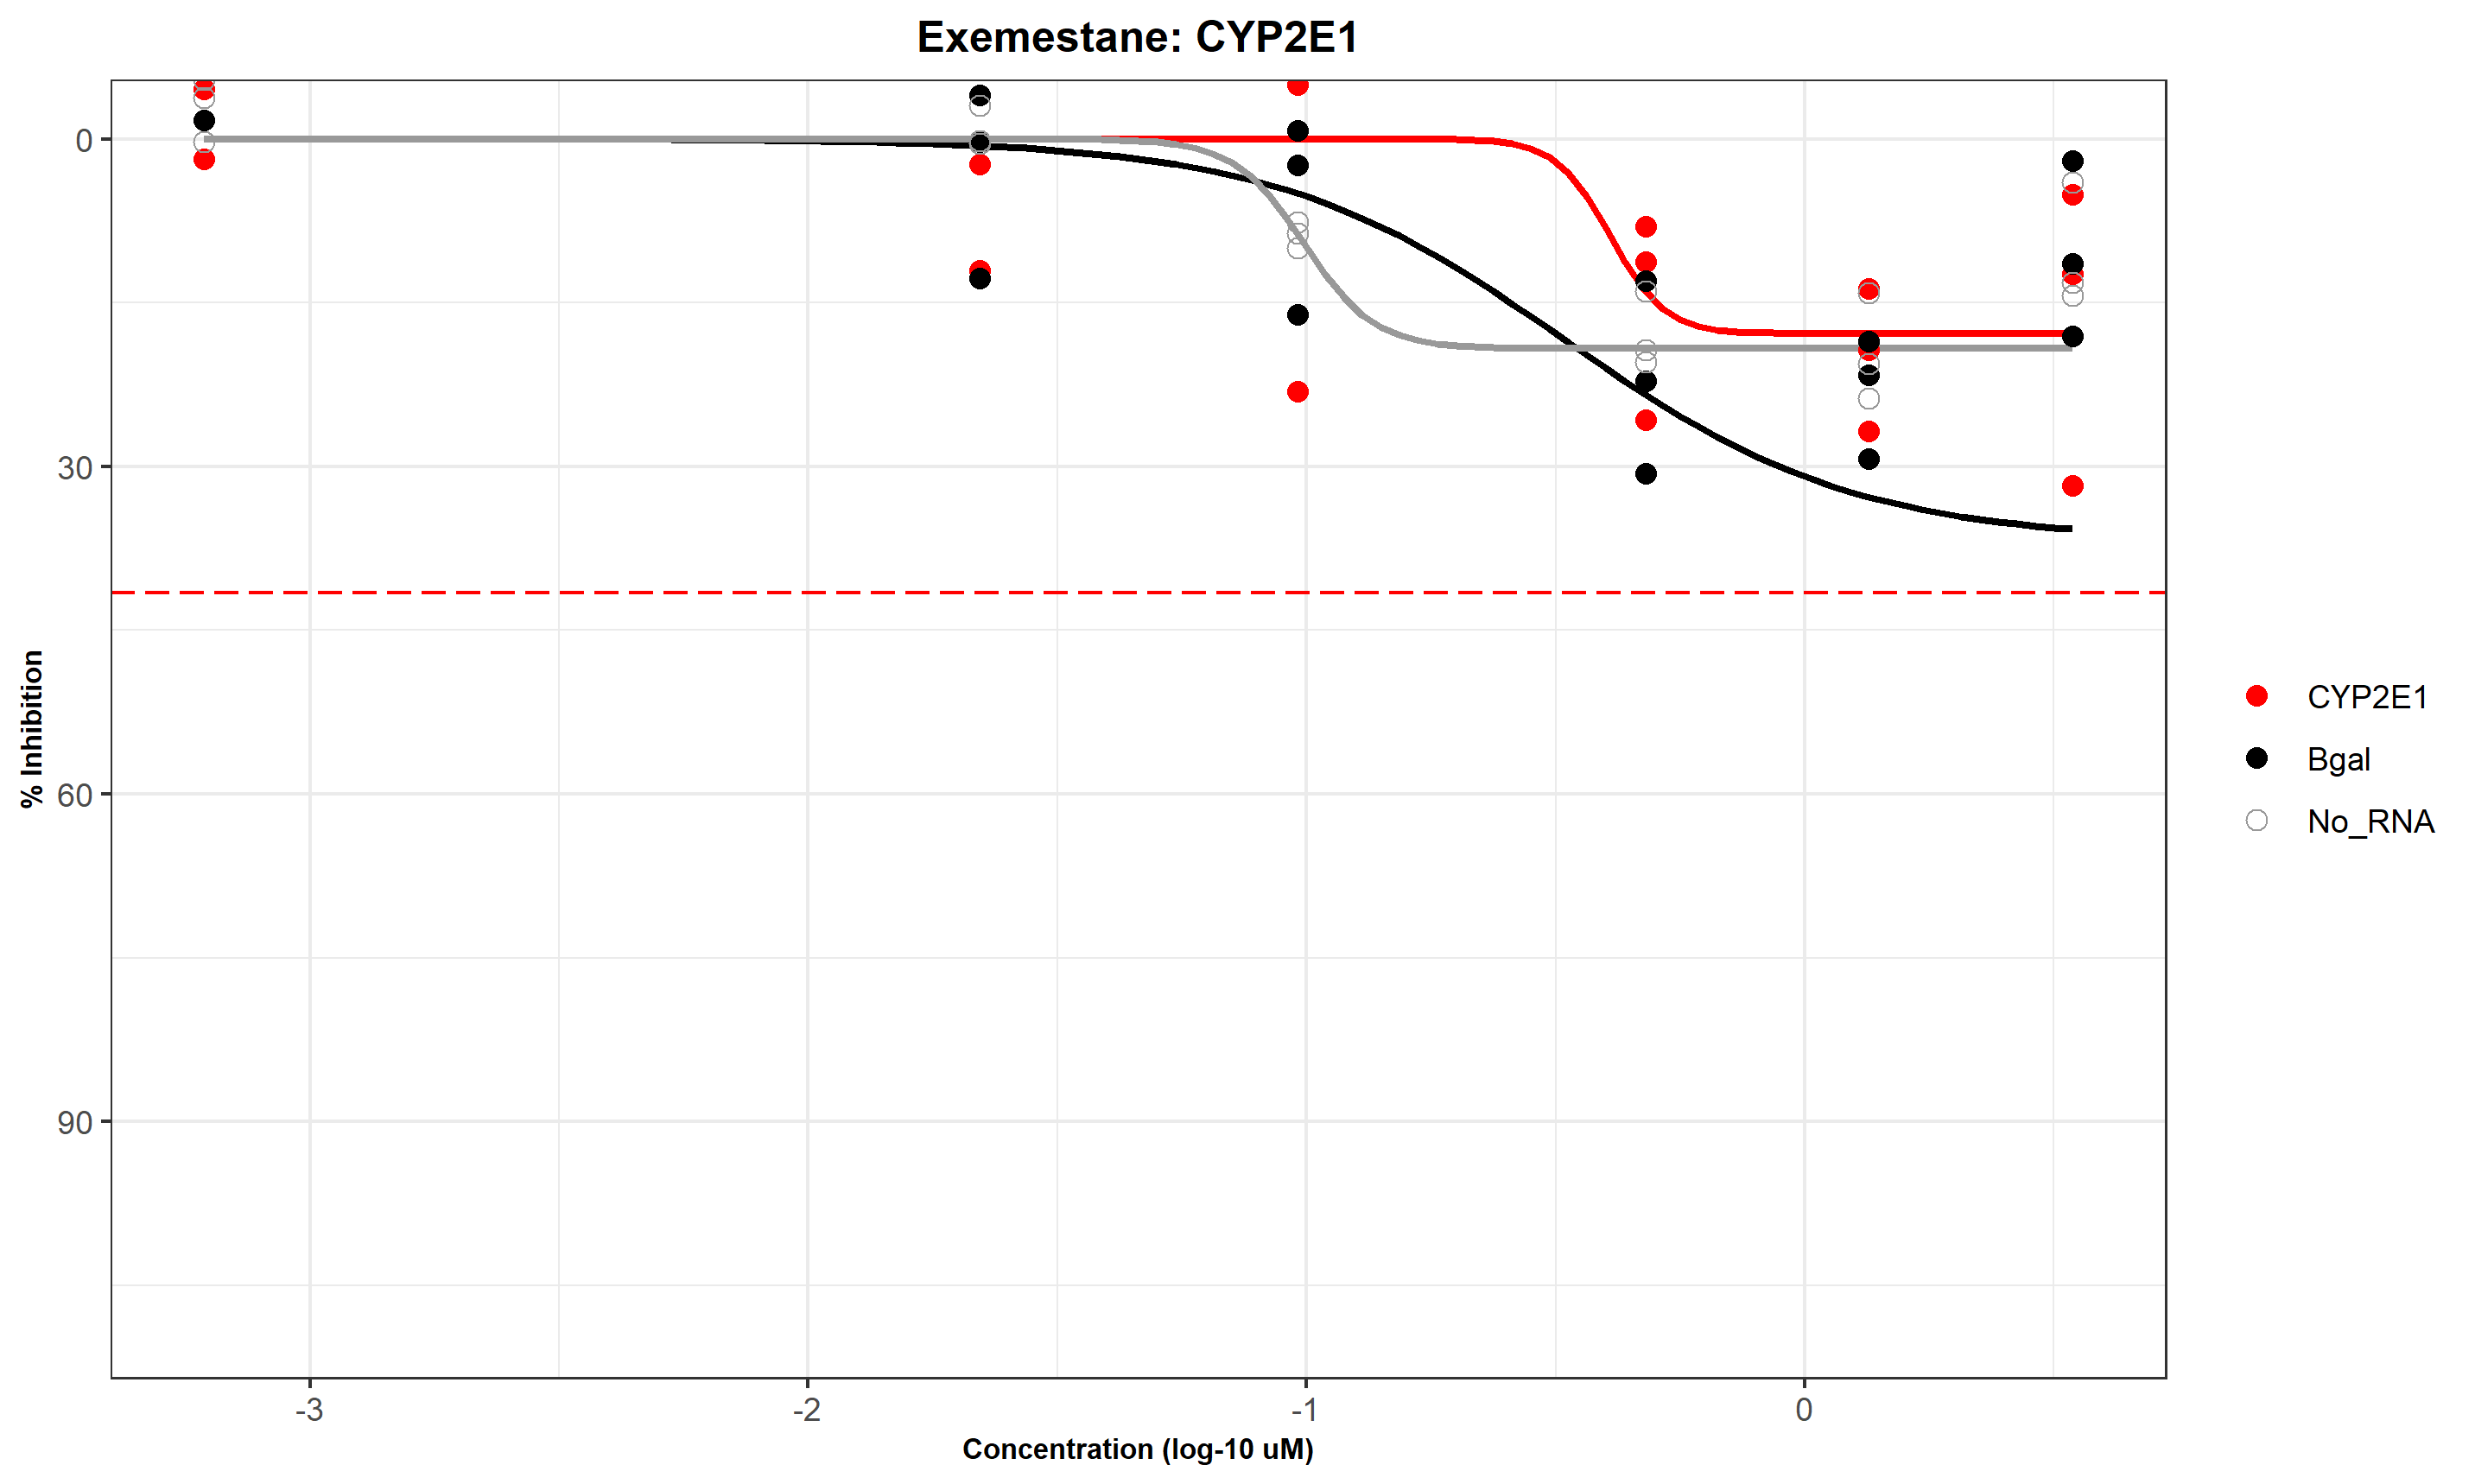 Exemestane: CYP2E1
% Inhibition
0
30
60
90
-3
-2
-1
0
Concentration (log-10 uM)
CYP2E1
Bgal
No_RNA